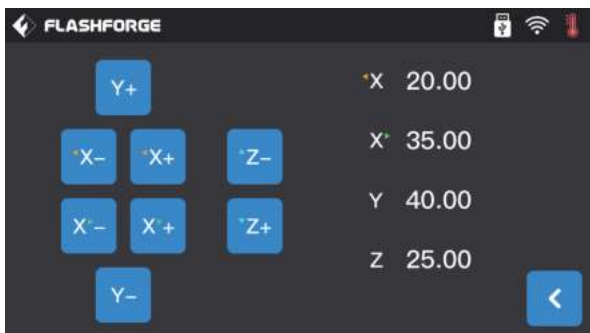 FLASHFORGE
Y+
X 20.00
X- X+ Z-
X 35.00
Y 40.00
X- X+ Z+
Z 25.00
Y-